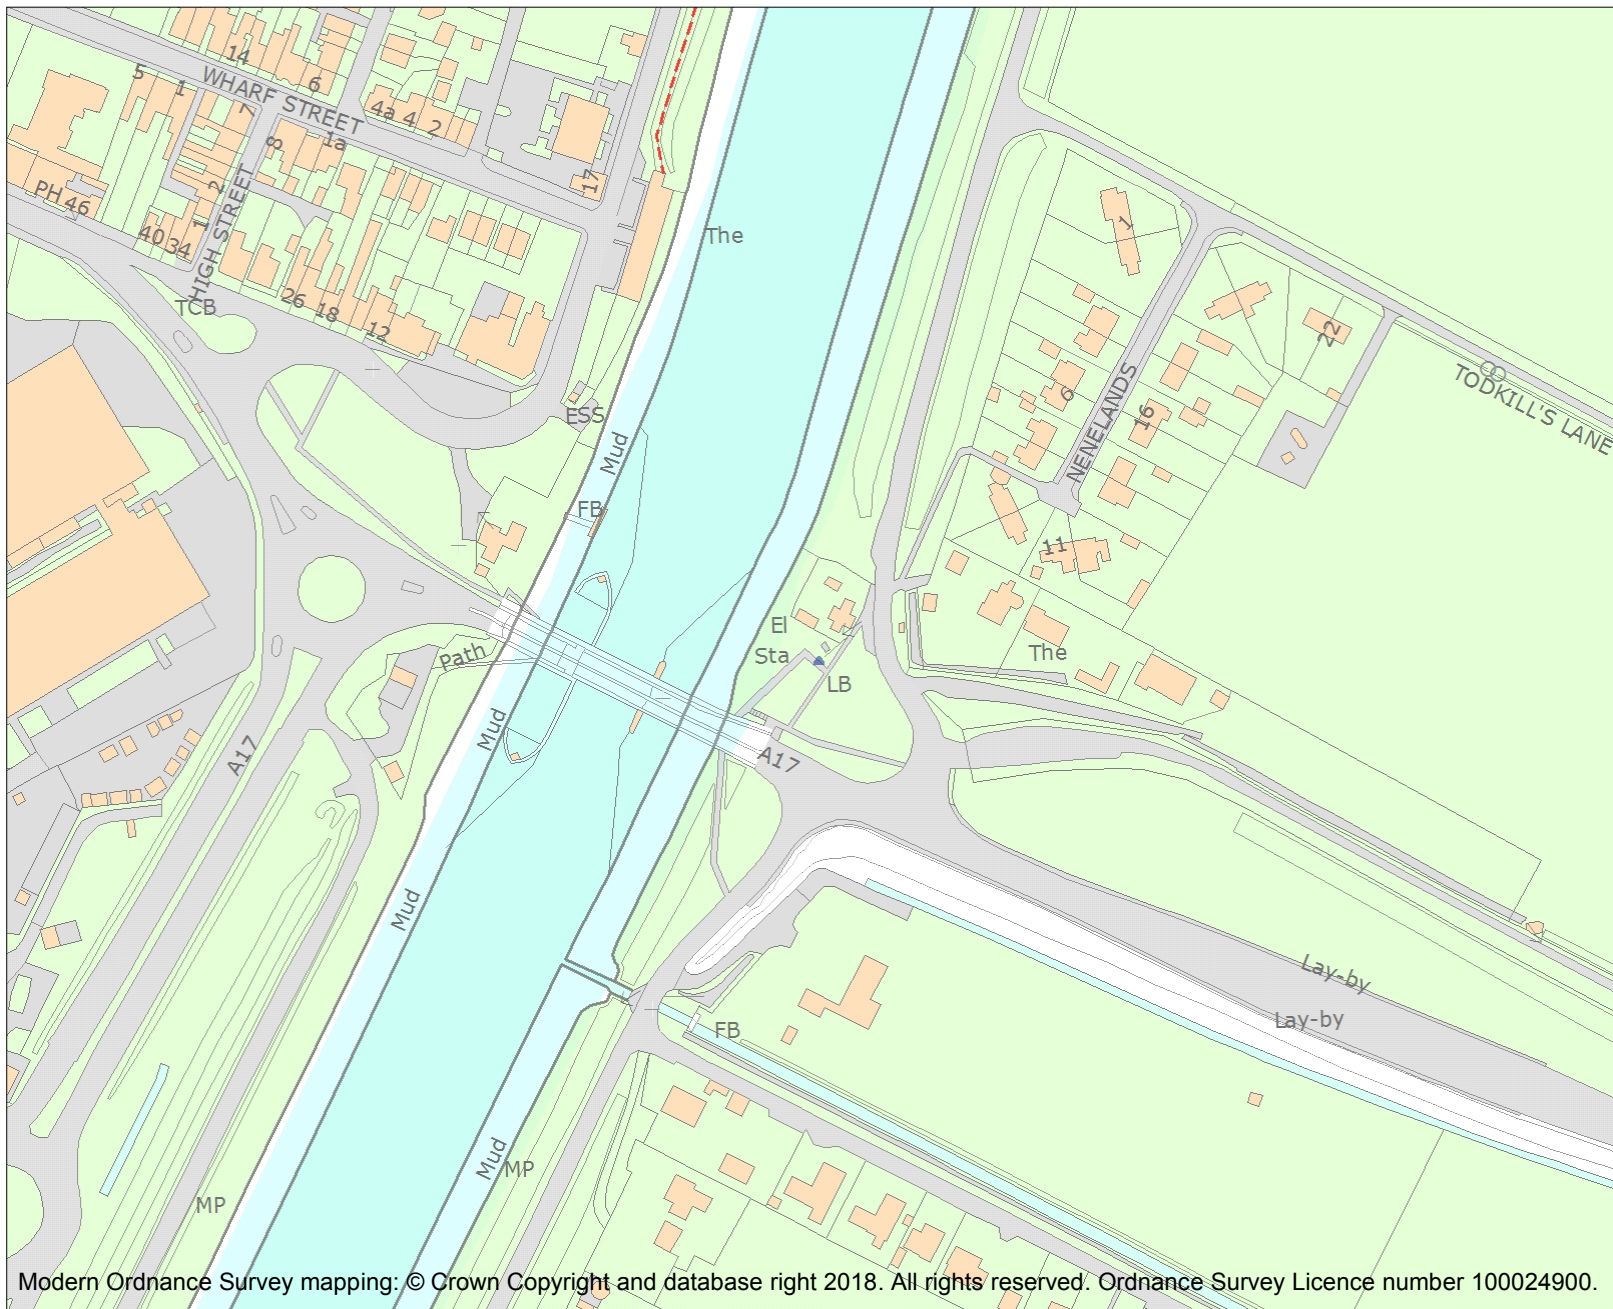 14
5
1
WHARF STREET
6
4a
4
2
7
8
1a
17
PH
46
2
1
40
34
HIGH STREET
TCB
26
18
12
The
1
22
TODKILL'S LANE
NENELANDS
6
16
ESS
Mud
FB
11
El
Sta
LB
The
Path
Mud
A17
A17
Mud
Lay-by
Lay-by
FB
Mud
MP
MP
Modern Ordnance Survey mapping: © Crown Copyright and database right 2018. All rights reserved. Ordnance Survey Licence number 100024900.